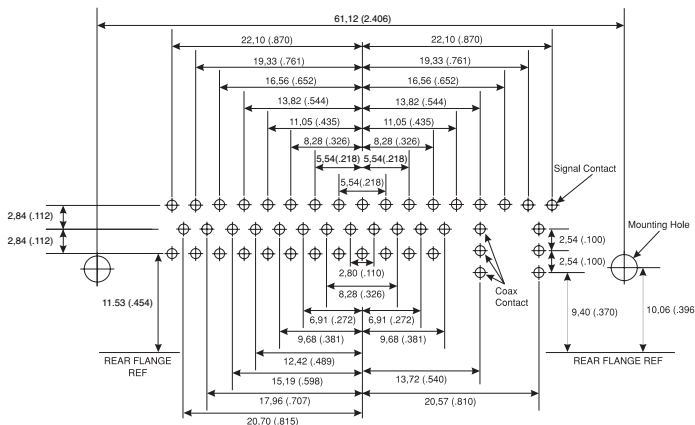 61,12 (2.406)
22,10 (.870) 22,10 (.870)
19,33 (.761) 19,33 (.761)
16,56 (.652) 16,56 (.652)
13,82 (.544) 13,82 (.544)
11,05 (.435) 11,05 (.435)
8,28 (.326) 8,28 (.326)
5,54(.218) 5,54(.218)
5,54(.218)
Signal Contact
2,84 (.112)
2,84 (.112)
Mounting Hole
2,54 (.100)
2,54 (.100)
2,80 (.110)
Coax
Contact
8,28 (.326)
11.53 (.454)
6,91 (.272) 6,91 (.272)
9,40 (.370)
10,06 (.396
9,68 (.381) 9,68 (.381)
12,42 (.489)
REAR FLANGE
REF
REAR FLANGE REF
15,19 (.598)
13,72 (.540)
17,96 (.707)
20,57 (.810)
20,70 (.815)